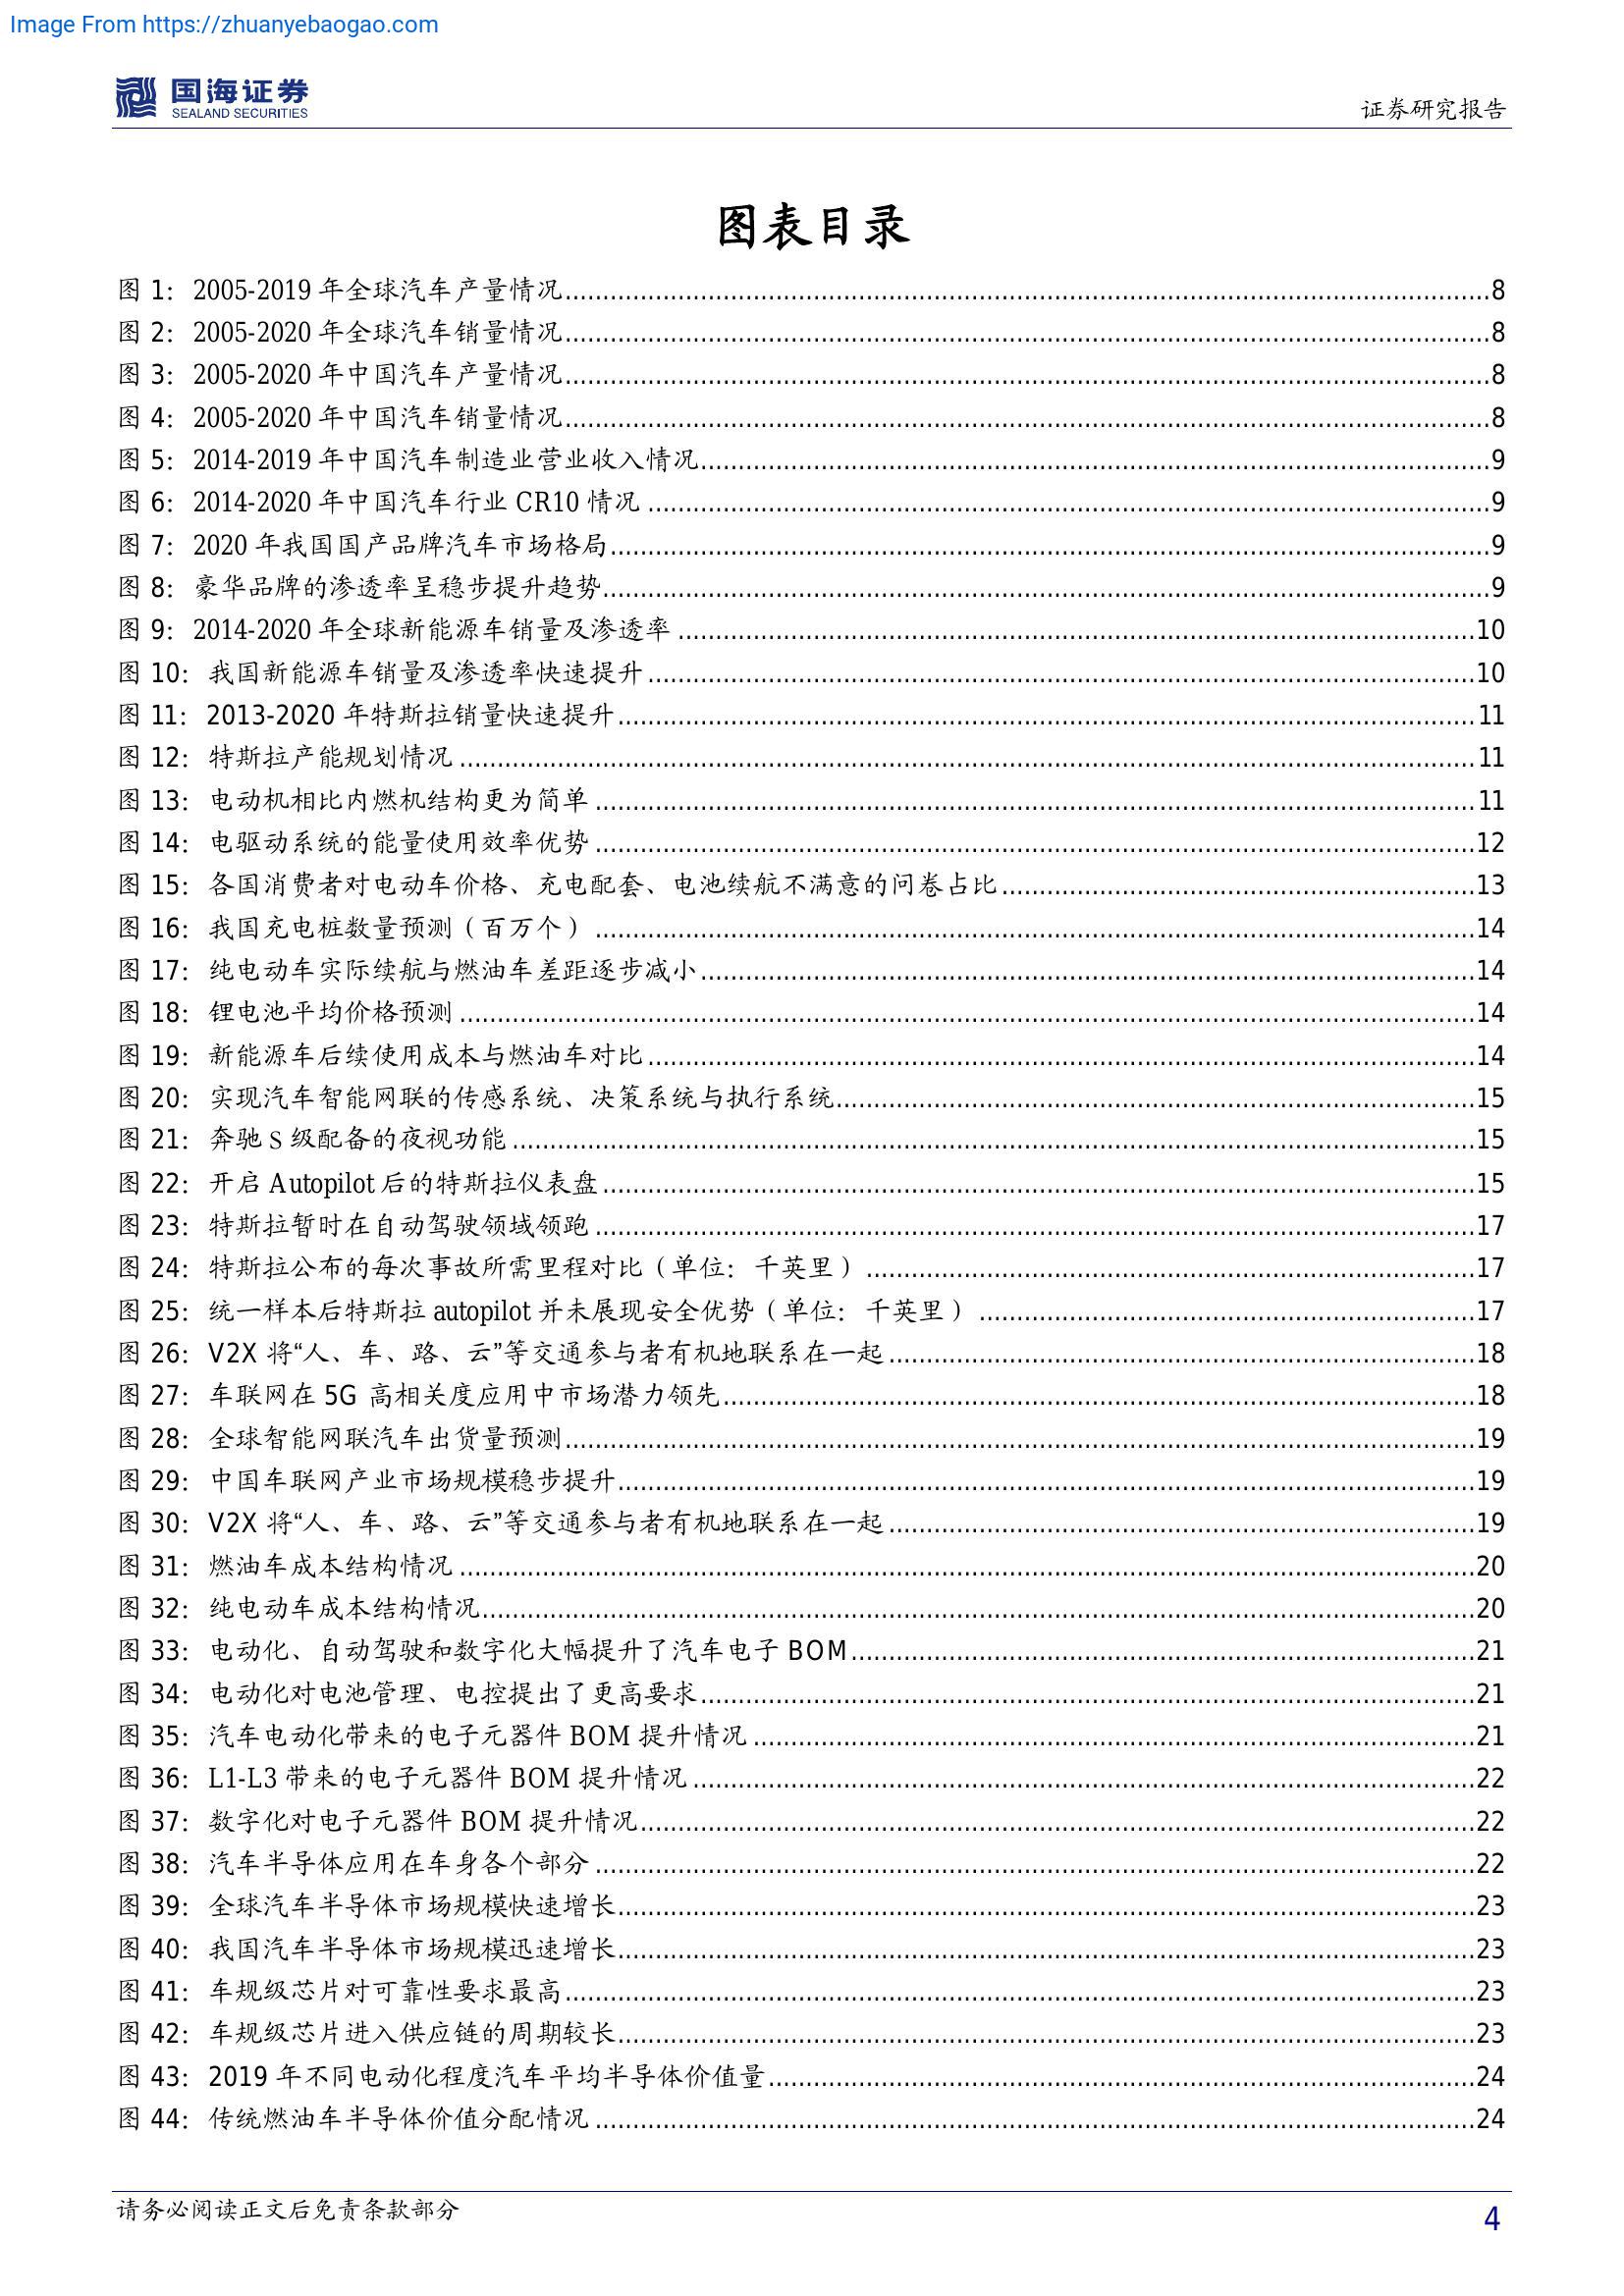 Image From https://zhuanyebaogao.com
国海证券
SEALAND SECURITIES
证券研究报告
图表目录
图 1：2005-2019 年全球汽车产量情况........8
图 2：2005-2020 年全球汽车销量情况........8
图 3：2005-2020 年中国汽车产量情况........8
图 4：2005-2020 年中国汽车销量情况........8
图 5：2014-2019 年中国汽车制造业营业收入情况........9
图 6：2014-2020 年中国汽车行业 CR10 情况........9
图 7：2020 年我国国产品牌汽车市场格局........9
图 8：豪华品牌的渗透率呈稳步提升趋势........9
图 9：2014-2020 年全球新能源车销量及渗透率........10
图 10：我国新能源车销量及渗透率快速提升........10
图 11：2013-2020 年特斯拉销量快速提升........11
图 12：特斯拉产能规划情况........11
图 13：电动机相比内燃机结构更为简单........11
图 14：电驱动系统的能量使用效率优势........12
图 15：各国消费者对电动车价格、充电配套、电池续航不满意的问卷占比........13
图 16：我国充电桩数量预测（百万个）........14
图 17：纯电动车实际续航与燃油车差距逐步减小........14
图 18：锂电池平均价格预测........14
图 19：新能源车后续使用成本与燃油车对比........14
图 20：实现汽车智能网联的传感系统、决策系统与执行系统........15
图 21：奔驰 S 级配备的夜视功能........15
图 22：开启 Autopilot 后的特斯拉仪表盘........15
图 23：特斯拉暂时在自动驾驶领域领跑........17
图 24：特斯拉公布的每次事故所需里程对比（单位：千英里）........17
图 25：统一样本后特斯拉 autopilot 并未展现安全优势（单位：千英里）........17
图 26：V2X 将“人、车、路、云”等交通参与者有机地联系在一起........18
图 27：车联网在 5G 高相关度应用中市场潜力领先........18
图 28：全球智能网联汽车出货量预测........19
图 29：中国车联网产业市场规模稳步提升........19
图 30：V2X 将“人、车、路、云”等交通参与者有机地联系在一起........19
图 31：燃油车成本结构情况........20
图 32：纯电动车成本结构情况........20
图 33：电动化、自动驾驶和数字化大幅提升了汽车电子 BOM........21
图 34：电动化对电池管理、电控提出了更高要求........21
图 35：汽车电动化带来的电子元器件 BOM 提升情况........21
图 36：L1-L3 带来的电子元器件 BOM 提升情况........22
图 37：数字化对电子元器件 BOM 提升情况........22
图 38：汽车半导体应用在车身各个部分........22
图 39：全球汽车半导体市场规模快速增长........23
图 40：我国汽车半导体市场规模迅速增长........23
图 41：车规级芯片对可靠性要求最高........23
图 42：车规级芯片进入供应链的周期较长........23
图 43：2019 年不同电动化程度汽车平均半导体价值量........24
图 44：传统燃油车半导体价值分配情况........24
请务必阅读正文后免责条款部分
4